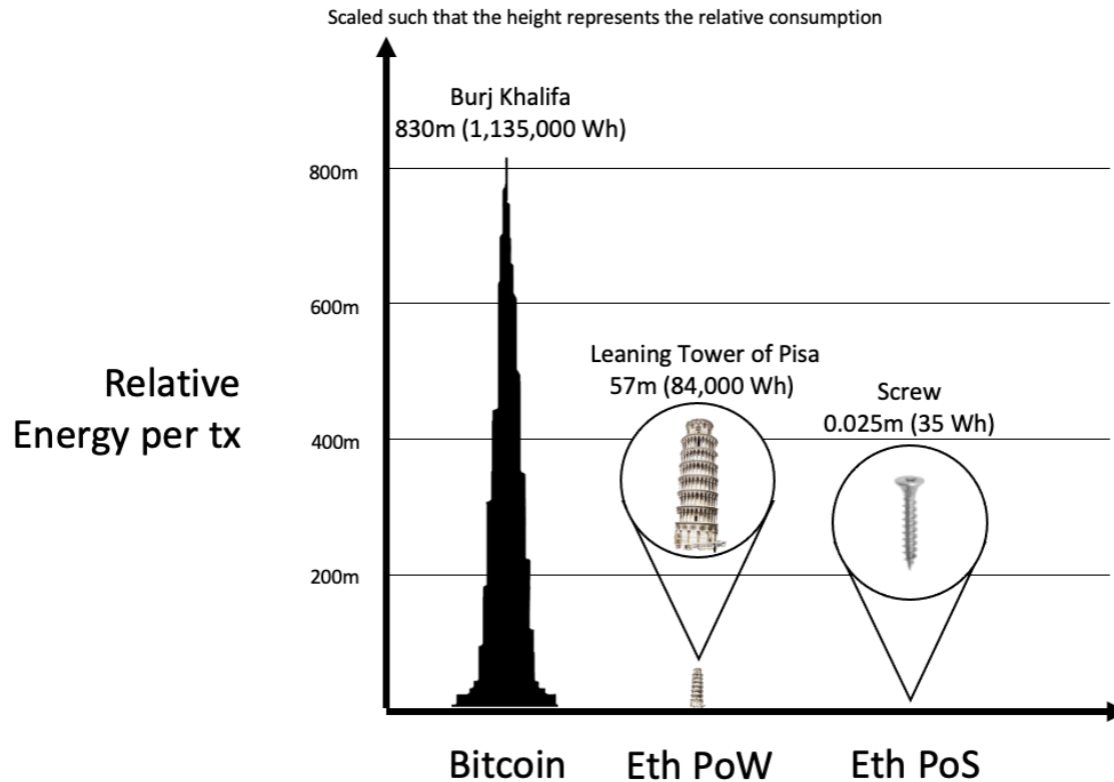 Scaled such that the height represents the relative consumption
Burj Khalifa
830m (1,135,000 Wh)
800m
600m
Leaning Tower of Pisa
57m (84,000 Wh)
Screw
0.025m (35 Wh)
Relative
Energy per tx
400m
200m
Bitcoin
Eth PoW
Eth PoS